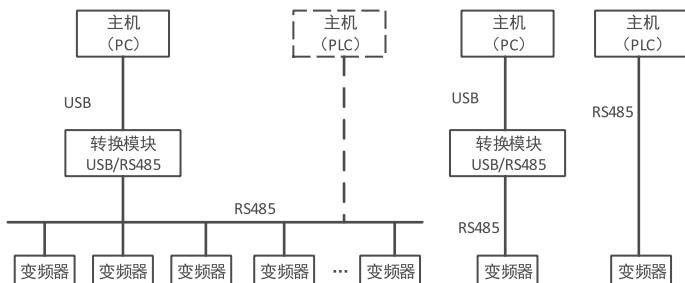 主机
（PC）
主机
（PLC）
主机
（PC）
主机
（PLC）
USB
USB
RS485
转换模块
USB/RS485
转换模块
USB/RS485
RS485
RS485
变频器
变频器
变频器
变频器
...
变频器
变频器
变频器